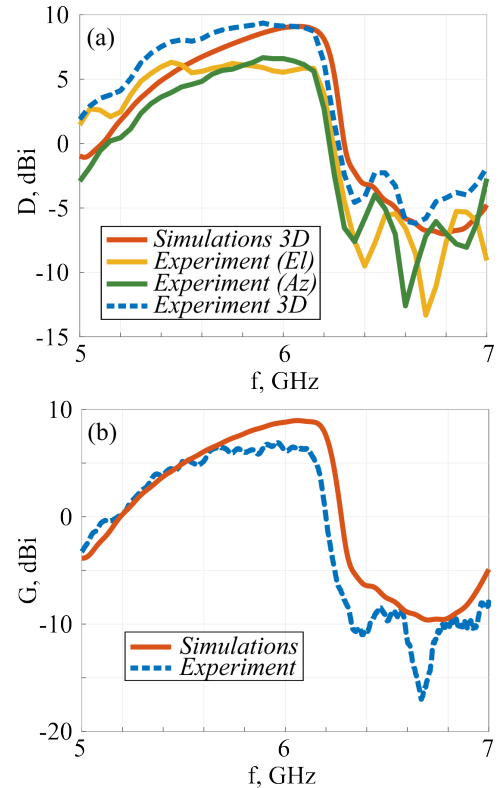 (a)
10
5
0
-5
-10
-15
D, dBi
Simulations 3D
Experiment (El)
Experiment (Az)
Experiment 3D
5
6
7
f, GHz
(b)
10
0
-10
-20
G, dBi
Simulations
Experiment
5
6
7
f, GHz